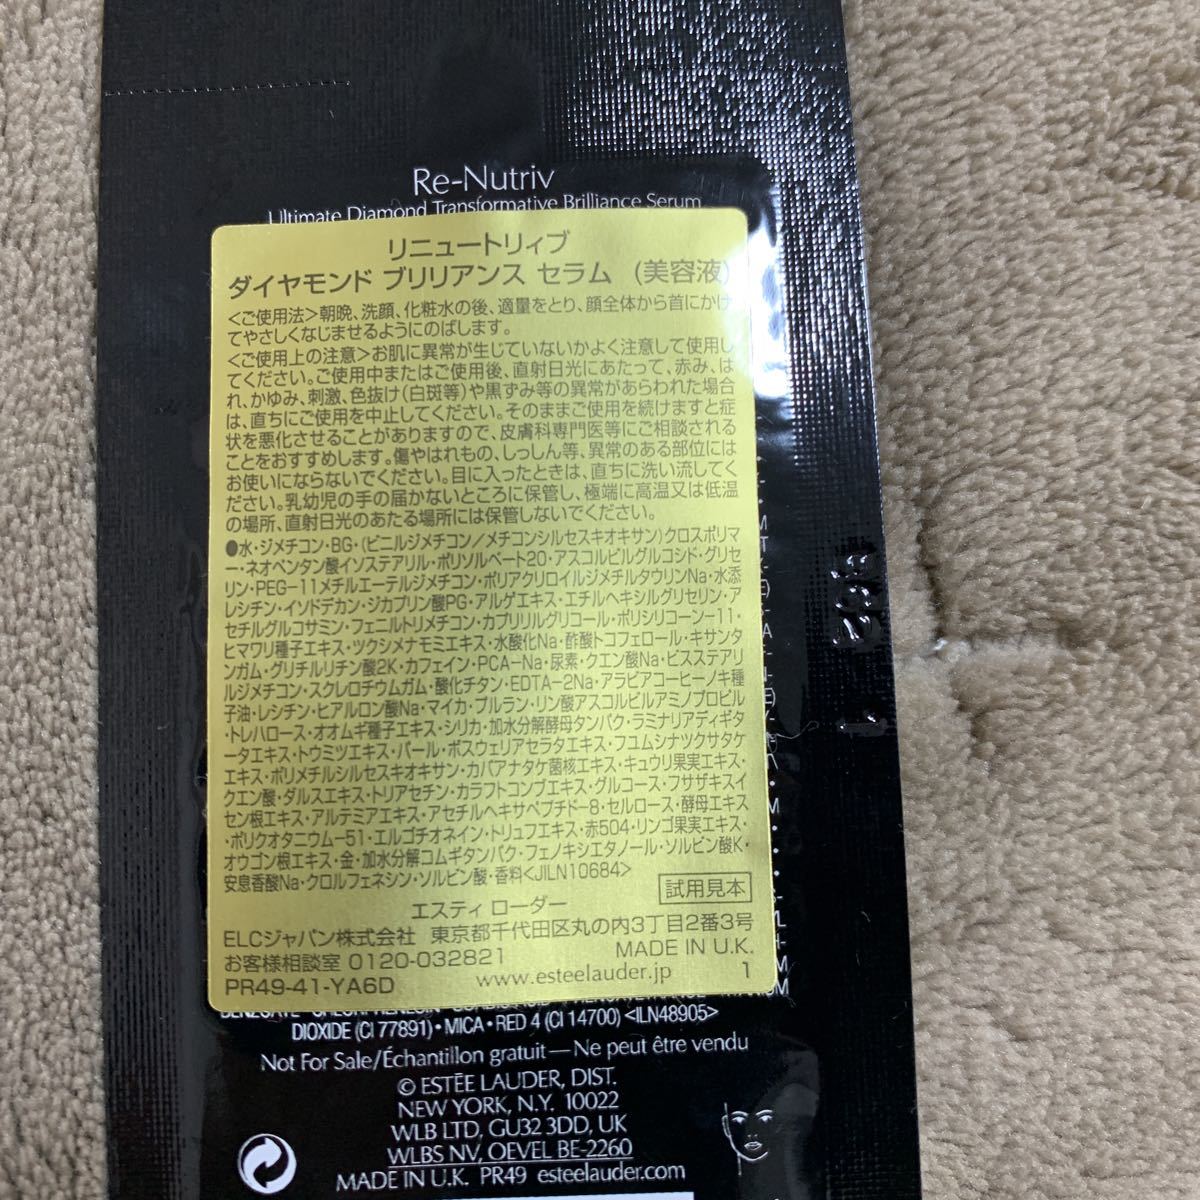 Re-Nutriv
Ultimate Diamond Transformative Brilliance Serum
リニュートリィブ
ダイヤモンド ブリリアンス セラム （美容液）
＜ご使用法＞朝晩、洗顔、化粧水の後、適量をとり、顔全体から首にかけ
てやさしくなじませるようにのばします。
＜ご使用上の注意＞お肌に異常が生じていないかよく注意して使用し
てください。ご使用中またはご使用後、直射日光にあたって、赤み、は
れ、かゆみ、刺激、色抜け（白斑等）や黒ずみ等の異常があらわれた場合
は、直ちにご使用を中止してください。そのままご使用を続けますと症
状を悪化させることがありますので、皮膚科専門医等にご相談される
ことをおすすめします。傷やはれもの、しっしん等、異常のある部位には
お使いにならないでください。目に入ったときは、直ちに洗い流してく
ださい。乳幼児の手の届かないところに保管し、極端に高温又は低温
の場所、直射日光のあたる場所には保管しないでください。
●水・ジメチコン・BG・（ビニルジメチコン／メチコンシルセスキオキサン）クロスポリマ
ー・ネオペンタン酸イソステアリル・ポリソルベート20・アスコルビルグルコシド・グリセ
リン・PEG-11メチルエーテルジメチコン・ポリアクリロイルジメチルタウリンNa・水添
レシチン・イソドデカン・ジカプリン酸PG・アルゲエキス・エチルヘキシルグリセリン・ア
セチルグルコサミン・フェニルトリメチコン・カプリリルグリコール・ポリシリコーン-11・
ヒマワリ種子エキス・ツクシメナモミエキス・水酸化Na・酢酸トコフェロール・キサンタ
ンガム・グリチルリチン酸2K・カフェイン・PCA-Na・尿素・クエン酸Na・ビスステアリ
ルジメチコン・スクレロチウムガム・酸化チタン・EDTA-2Na・アラビアコーヒーノキ種
子油・レシチン・ヒアルロン酸Na・マイカ・プルラン・リン酸アスコルビルアミノプロピル
・トレハロース・オオムギ種子エキス・シリカ・加水分解酵母タンパク・ラミナリアディギタ
ータエキス・トウミツエキス・パール・ボスウェリアセラタエキス・フユムシナツクサタケ
エキス・ポリメチルシルセスキオキサン・カバアナタケ菌核エキス・キュウリ果実エキス・
クエン酸・ダルスエキス・トリアセチン・カラフトコンブエキス・グルコース・フサザキスイ
セン根エキス・アルテミアエキス・アセチルヘキサペプチド-8・セルロース・酵母エキス
・ポリクオタニウム-51・エルゴチオネイン・トリュフエキス・赤504・リンゴ果実エキス・
オウゴン根エキス・金・加水分解コムギタンパク・フェノキシエタノール・ソルビン酸K・
安息香酸Na・クロルフェネシン・ソルビン酸・香料<JILN10684>
試用見本
エスティ ローダー
ELCジャパン株式会社 東京都千代田区丸の内3丁目2番3号
お客様相談室 0120-032821 MADE IN U.K.
PR49-41-YA6D www.esteelauder.jp 1
DIOXIDE (CI 77891) • MICA • RED 4 (CI 14700) <ILN48905>
Not For Sale/Échantillon gratuit—Ne peut être vendu
© ESTĒE LAUDER, DIST.
NEW YORK, N.Y. 10022
WLB LTD, GU32 3DD, UK
WLBS NV, OEVEL BE-2260
MADE IN U.K. PR49 esteelauder.com